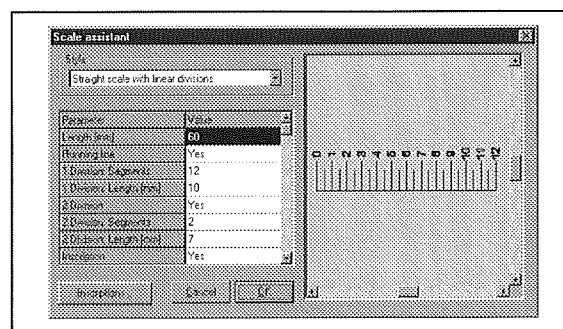 Scale assistant
Style
Straight scale with linear divisions
Parameter Value
Length [mm] 60
Running line Yes
1 Division, Segments 12
1 Division, Length [mm] 10
2 Division Yes
2 Division, Segments 2
2 Division, Length [mm] 7
Inscription Yes
0 1 2 3 4 5 6 7 8 9 10 11 12
Inscription... Cancel